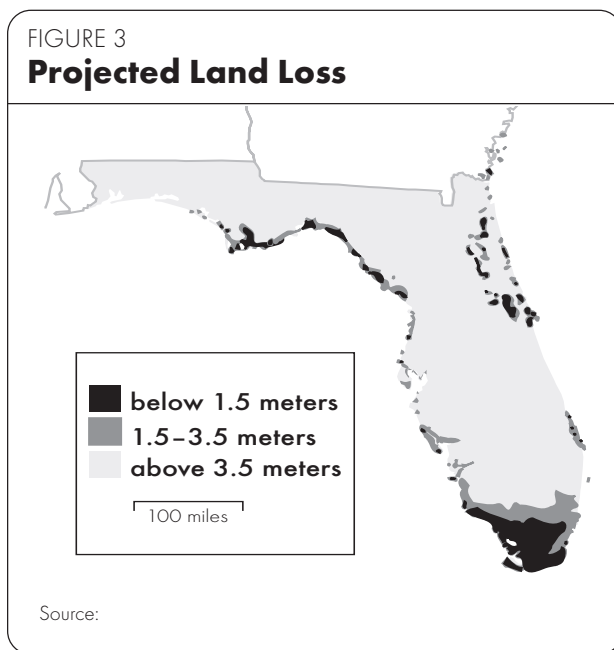 FIGURE 3
Projected Land Loss
below 1.5 meters
1.5–3.5 meters
above 3.5 meters
100 miles
Source: